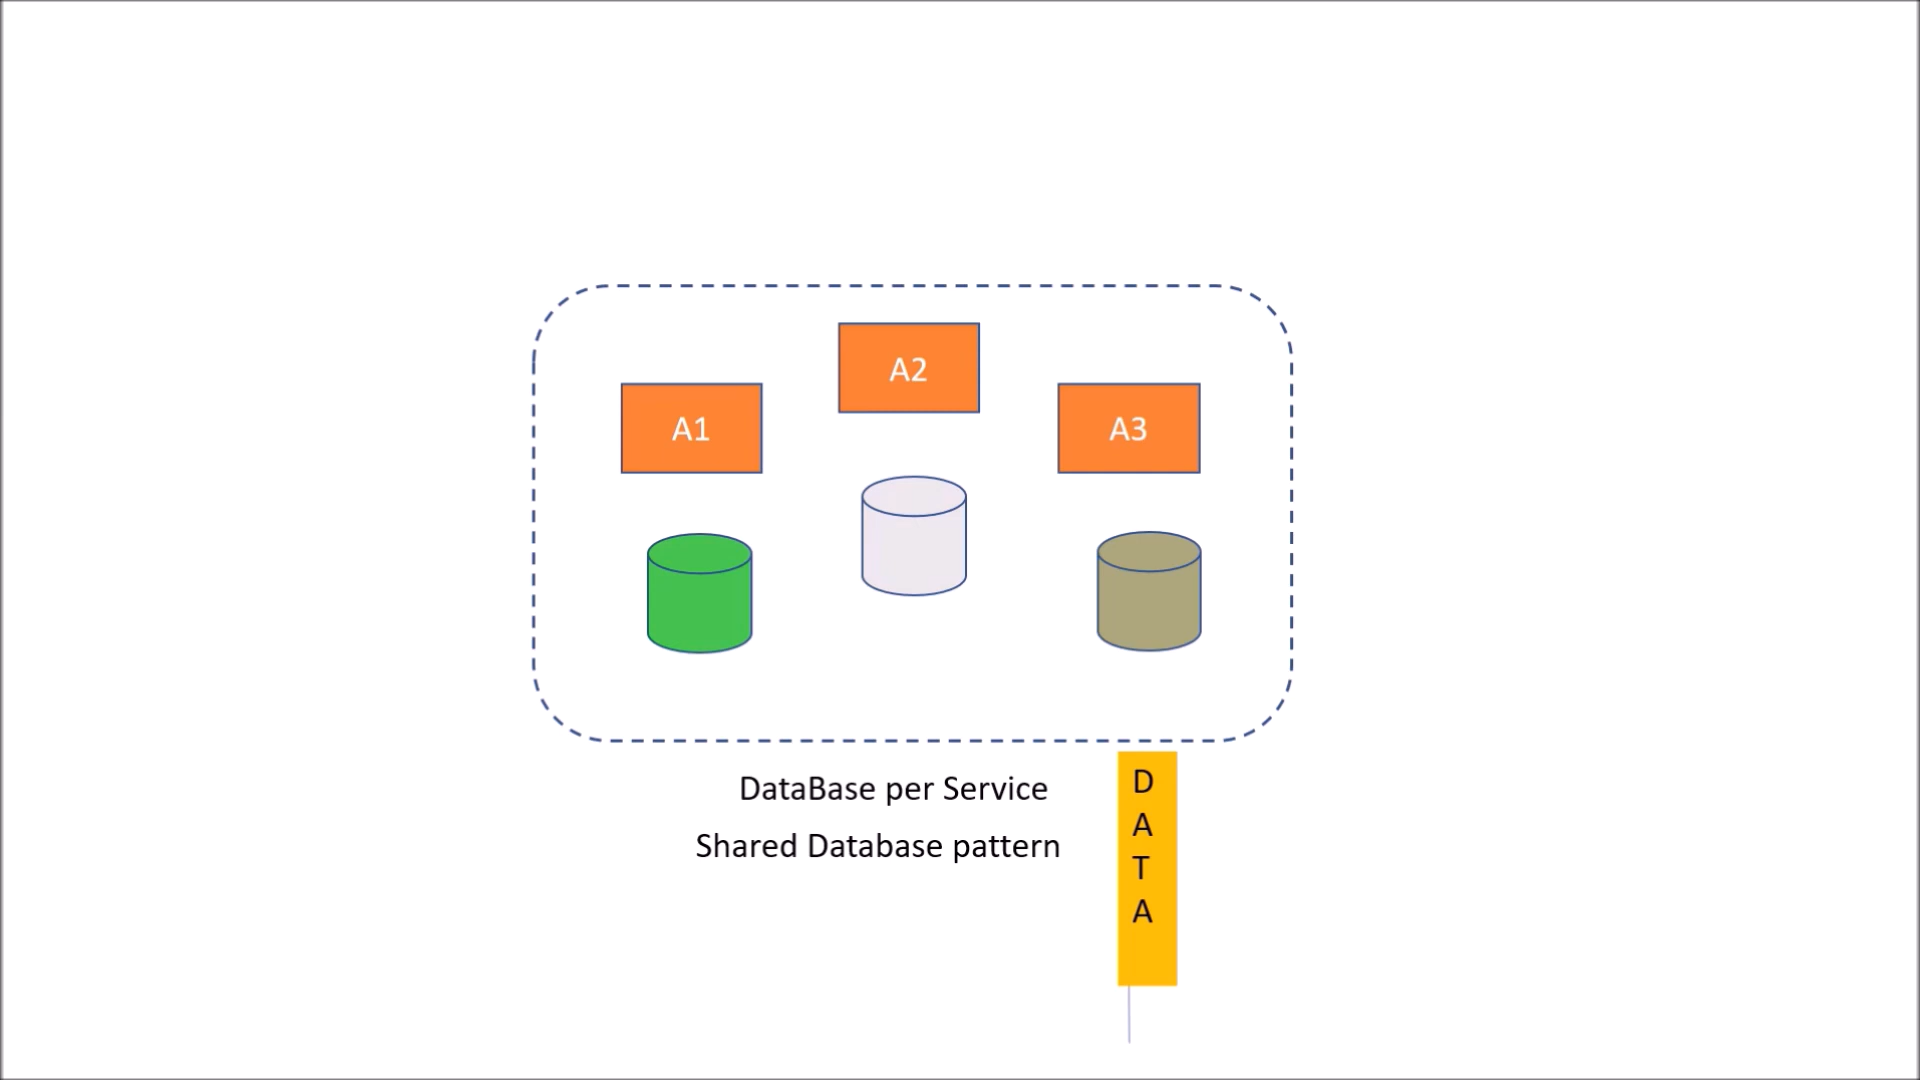 A2
A1
A3
DataBase per Service
Shared Database pattern
D
A
T
A